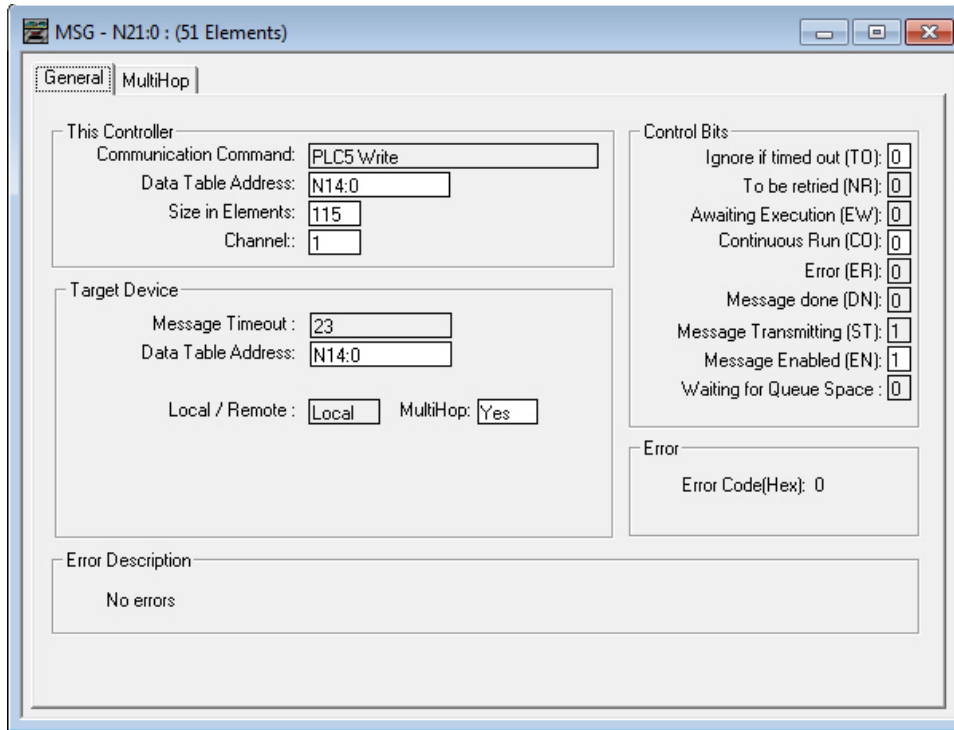 MSG - N21:0 : (51 Elements)
General MultiHop
This Controller
Communication Command: PLC5 Write
Data Table Address: N14:0
Size in Elements: 115
Channel:: 1
Target Device
Message Timeout : 23
Data Table Address: N14:0
Local / Remote : Local MultiHop: Yes
Control Bits
Ignore if timed out (TO): 0
To be retried (NR): 0
Awaiting Execution (EW): 0
Continuous Run (CO): 0
Error (ER): 0
Message done (DN): 0
Message Transmitting (ST): 1
Message Enabled (EN): 1
Waiting for Queue Space : 0
Error
Error Code(Hex): 0
Error Description
No errors